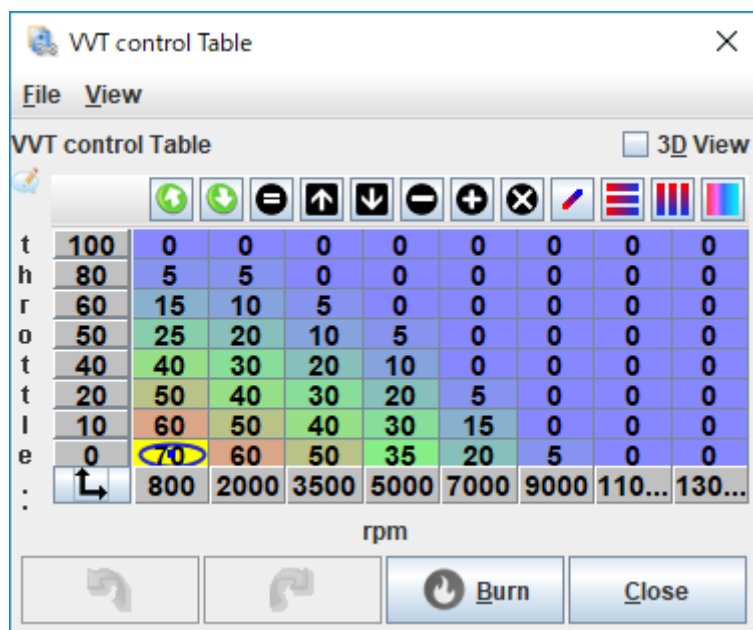 VVT control Table
File View
VVT control Table 3D View
throttle :
100 0 0 0 0 0 0 0 0
80 5 5 0 0 0 0 0 0
60 15 10 5 0 0 0 0 0
50 25 20 10 5 0 0 0 0
40 40 30 20 10 0 0 0 0
20 50 40 30 20 5 0 0 0
10 60 50 40 30 15 0 0 0
0 70 60 50 35 20 5 0 0
800 2000 3500 5000 7000 9000 110... 130...
rpm
Burn Close